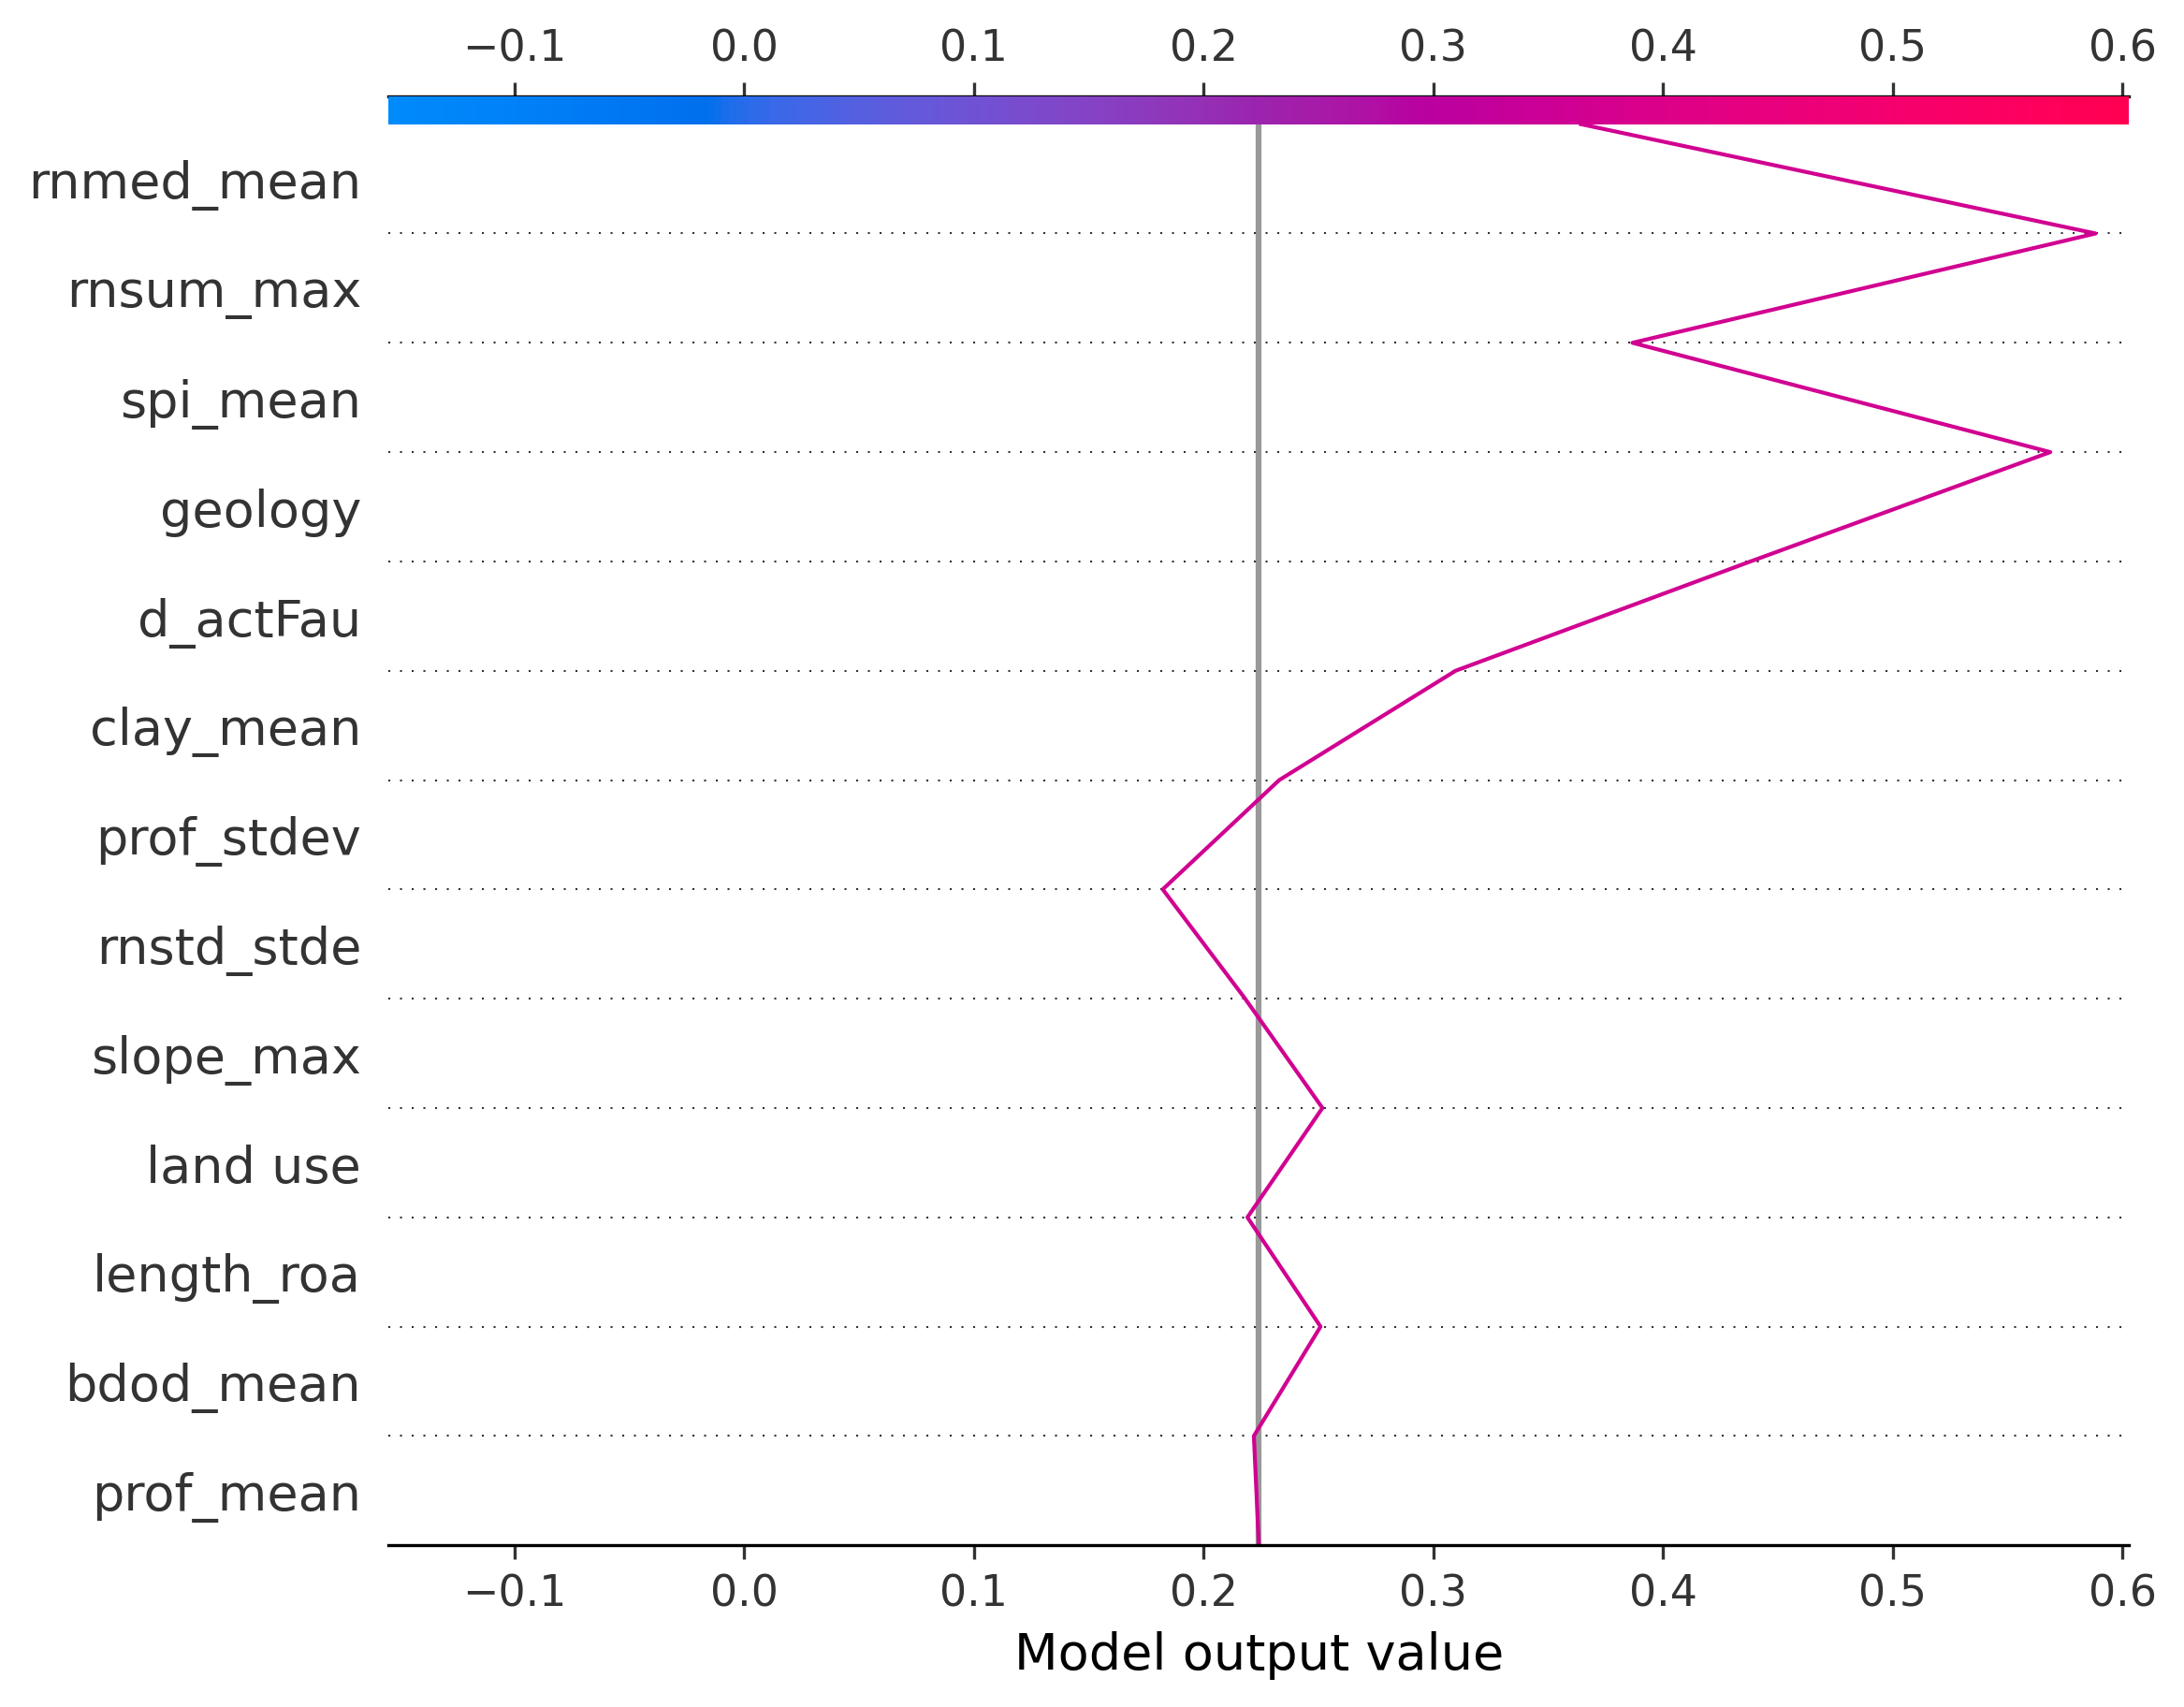 −0.1 0.0 0.1 0.2 0.3 0.4 0.5 0.6
rnmed_mean
rnsum_max
spi_mean
geology
d_actFau
clay_mean
prof_stdev
rnstd_stde
slope_max
land use
length_roa
bdod_mean
prof_mean
−0.1 0.0 0.1 0.2 0.3 0.4 0.5 0.6
Model output value